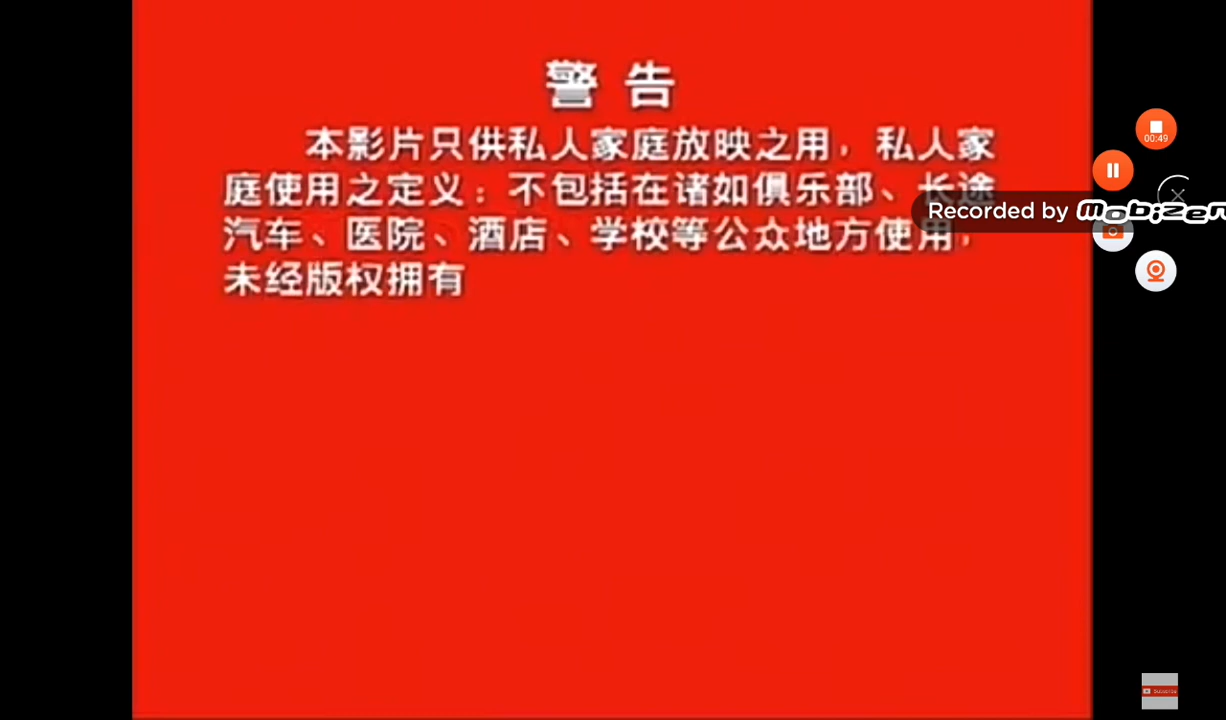 警告
本影片只供私人家庭放映之用，私人家
庭使用之定义：不包括在诸如俱乐部、长途
汽车、医院、酒店、学校等公众地方使用，
未经版权拥有
00:49
Recorded by Mobizen
Subscribe